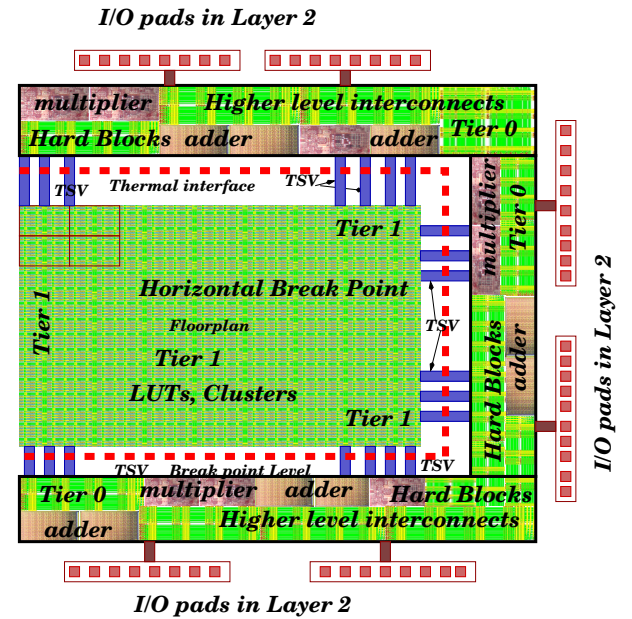 I/O pads in Layer 2
multiplier Higher level interconnects
Hard Blocks adder adder Tier 0
TSV Thermal interface TSV
multiplier
Tier 0
Tier 1
Horizontal Break Point
TSV
Floorplan
Tier 1
Tier 1
LUTs, Clusters
Tier 1
Hard Blocks
adder
I/O pads in Layer 2
TSV Break point Level TSV
Tier 0 multiplier adder Hard Blocks
adder Higher level interconnects
I/O pads in Layer 2